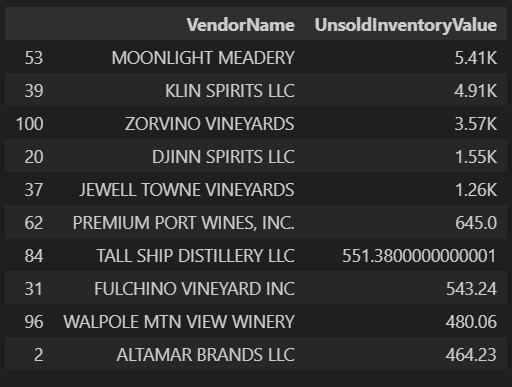 VendorName UnsoldInventoryValue
53 MOONLIGHT MEADERY 5.41K
39 KLIN SPIRITS LLC 4.91K
100 ZORVINO VINEYARDS 3.57K
20 DJINN SPIRITS LLC 1.55K
37 JEWELL TOWNE VINEYARDS 1.26K
62 PREMIUM PORT WINES, INC. 645.0
84 TALL SHIP DISTILLERY LLC 551.3800000000001
31 FULCHINO VINEYARD INC 543.24
96 WALPOLE MTN VIEW WINERY 480.06
2 ALTAMAR BRANDS LLC 464.23